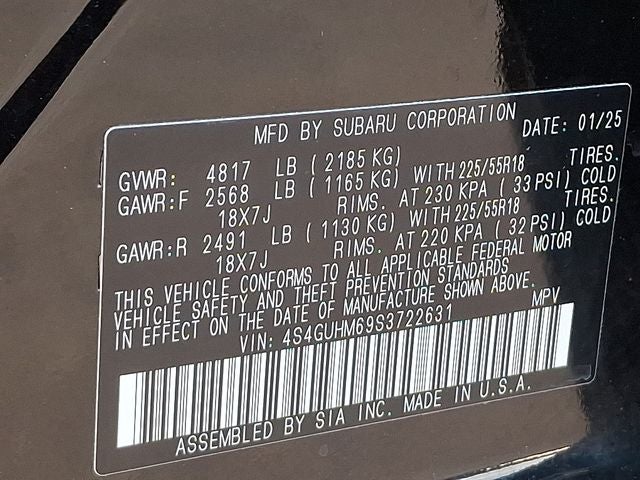 MFD BY SUBARU CORPORATION DATE: 01/25
GVWR: 4817 LB (2185 KG)
GAWR:F 2568 LB (1165 KG) WITH 225/55R18 TIRES.
18X7J RIMS. AT 230 KPA (33 PSI) COLD
GAWR:R 2491 LB (1130 KG) WITH 225/55R18 TIRES.
18X7J RIMS. AT 220 KPA (32 PSI) COLD
THIS VEHICLE CONFORMS TO ALL APPLICABLE FEDERAL MOTOR
VEHICLE SAFETY AND THEFT PREVENTION STANDARDS
IN EFFECT ON THE DATE OF MANUFACTURE SHOWN ABOVE.
VIN: 4S4GUHM69S3722631 MPV
ASSEMBLED BY SIA INC. MADE IN U.S.A.